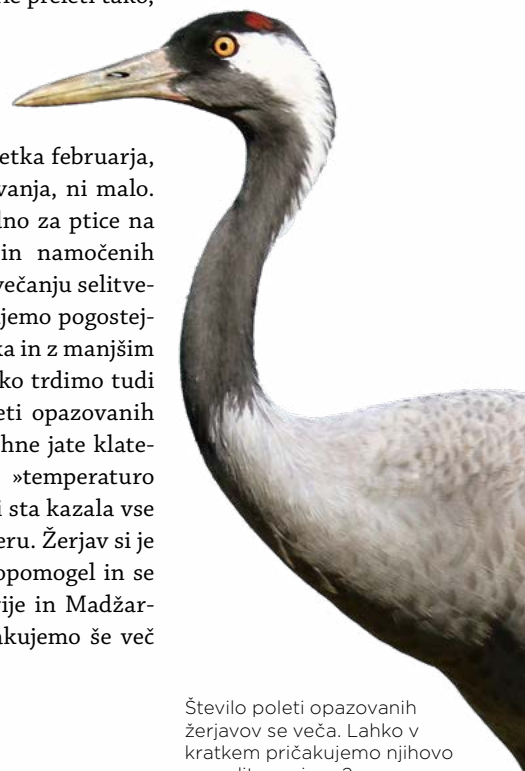 etka februarja,
vanja, ni malo.
no za ptice na
in namočenih
večanju selitve-
jemo pogostej-
ka in z manjšim
ko trdimo tudi
eti opazovanih
hne jate klate-
»temperaturo
i sta kazala vse
eru. Žerjav si je
opomogel in se
ije in Madžar-
akujemo še več
Število poleti opazovanih
žerjavov se veča. Lahko v
kratkem pričakujemo njihovo